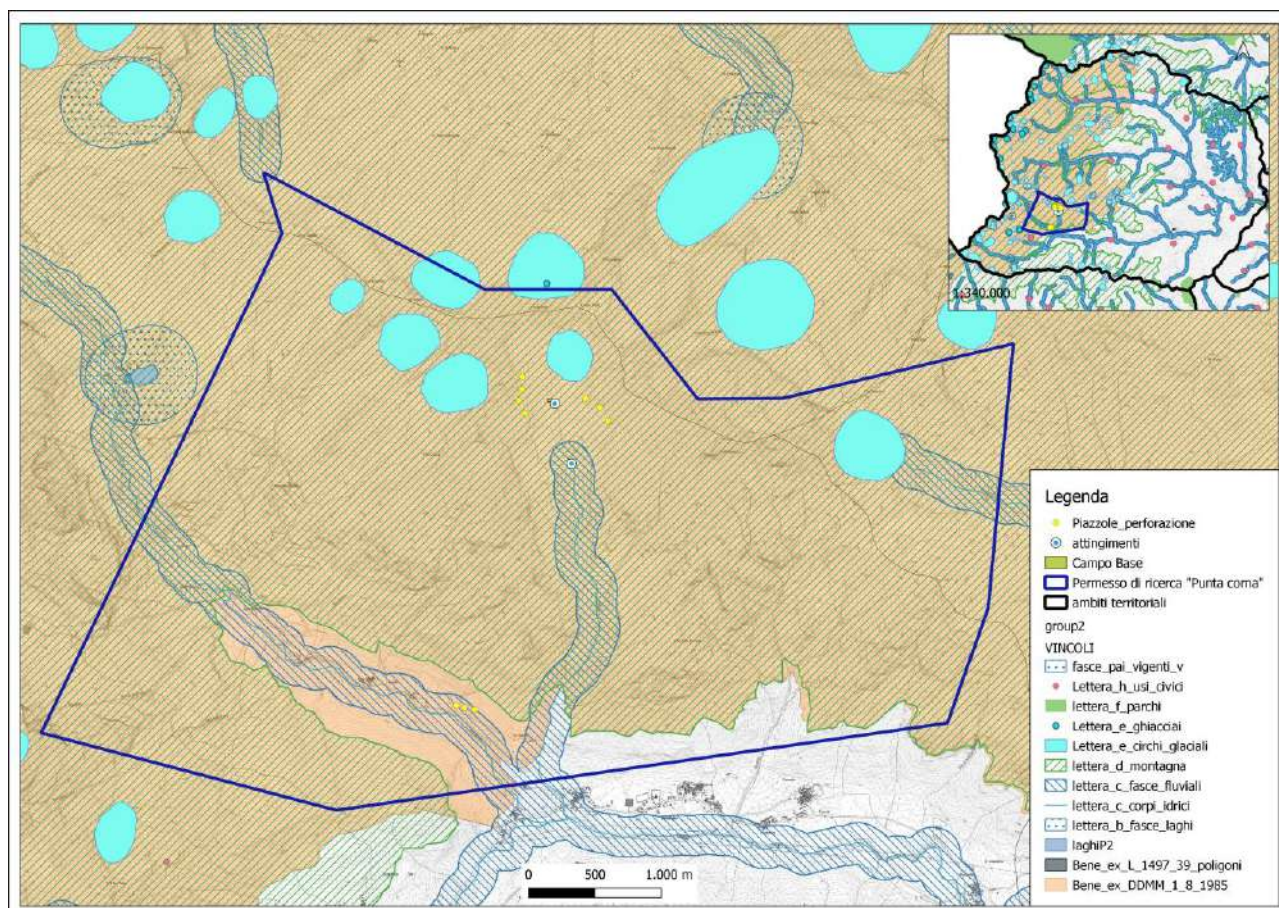 1:340.000
Legenda
Piazzole_perforazione
attingimenti
Campo Base
Permesso di ricerca "Punta corna"
ambiti territoriali
group2
VINCOLI
fasce_pai_vigenti_v
Lettera_h_usi_civici
lettera_f_parchi
Lettera_e_ghiacciai
Lettera_e_circhi_glaciali
lettera_d_montagna
lettera_c_fasce_fluviali
lettera_c_corpi_idrici
lettera_b_fasce_laghi
laghiP2
Bene_ex_L_1497_39_poligoni
Bene_ex_DDMM_1_8_1985
0 500 1.000 m